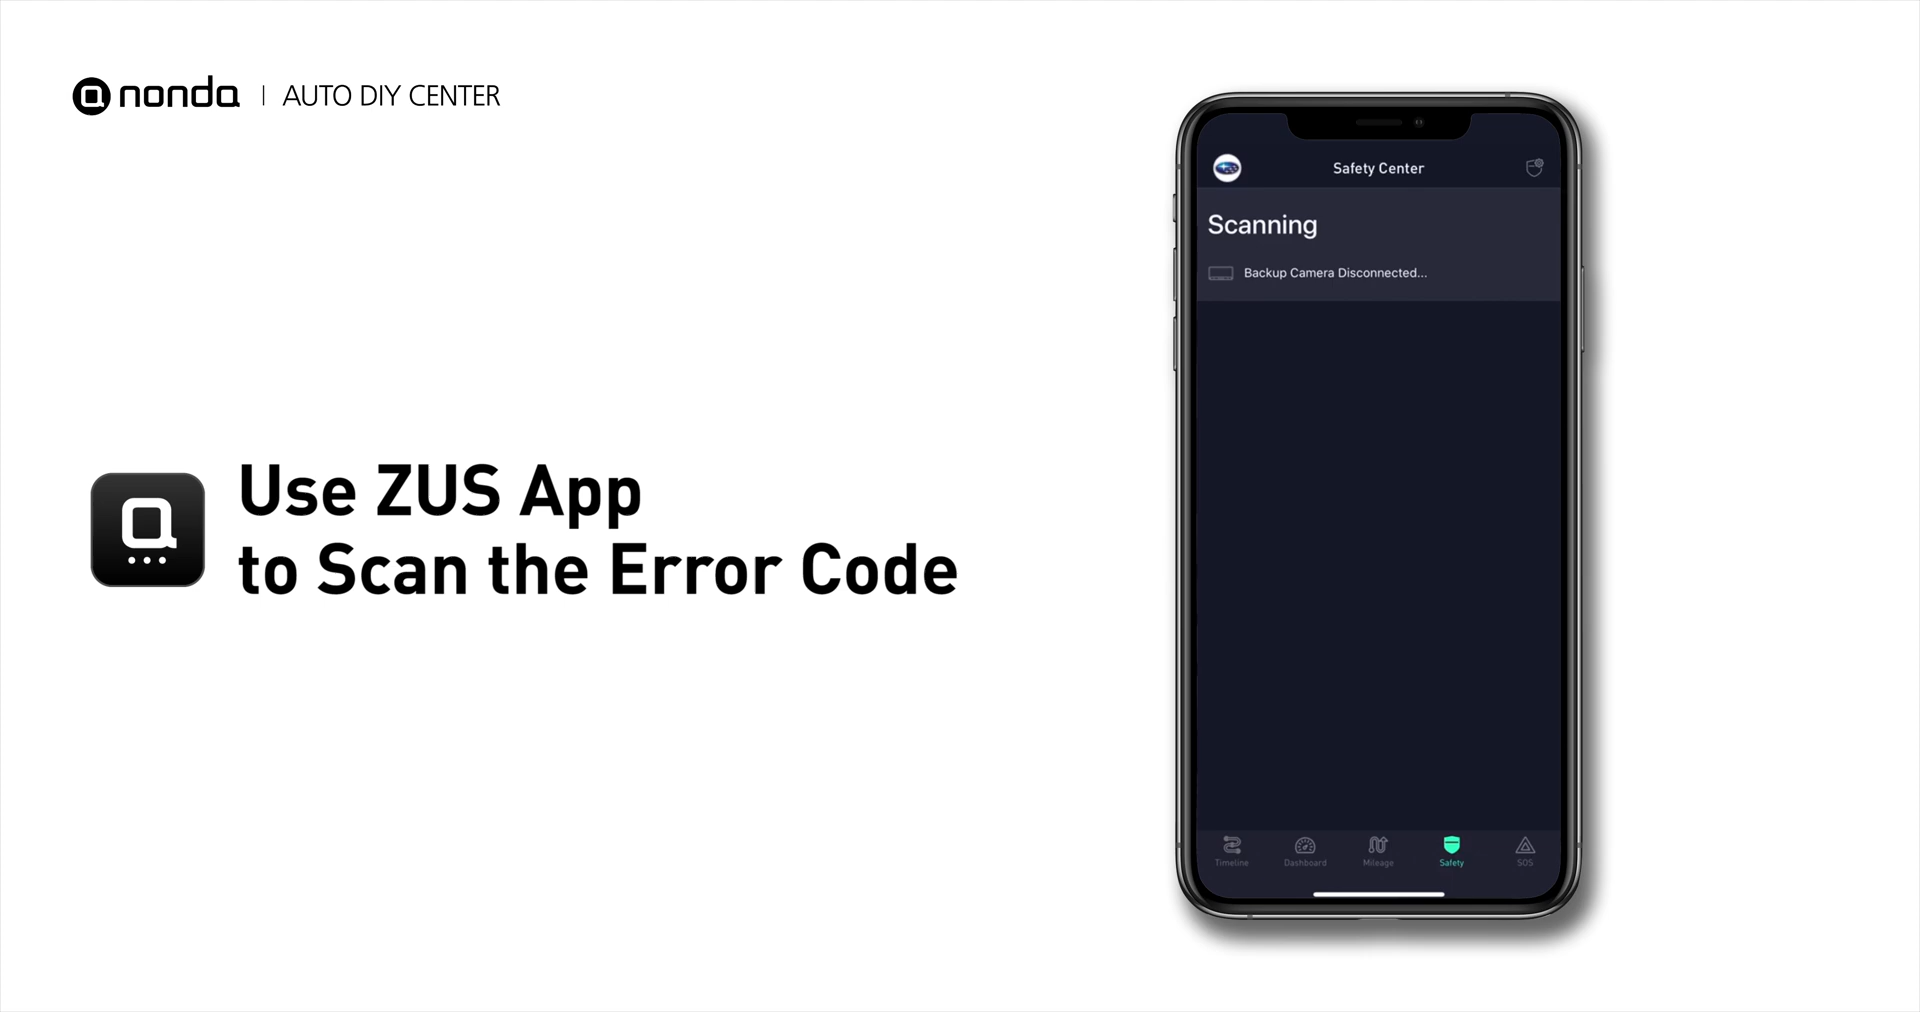 nonda | AUTO DIY CENTER
Use ZUS App
to Scan the Error Code
Safety Center
Scanning
Backup Camera Disconnected...
Timeline
Dashboard
Mileage
Safety
SOS